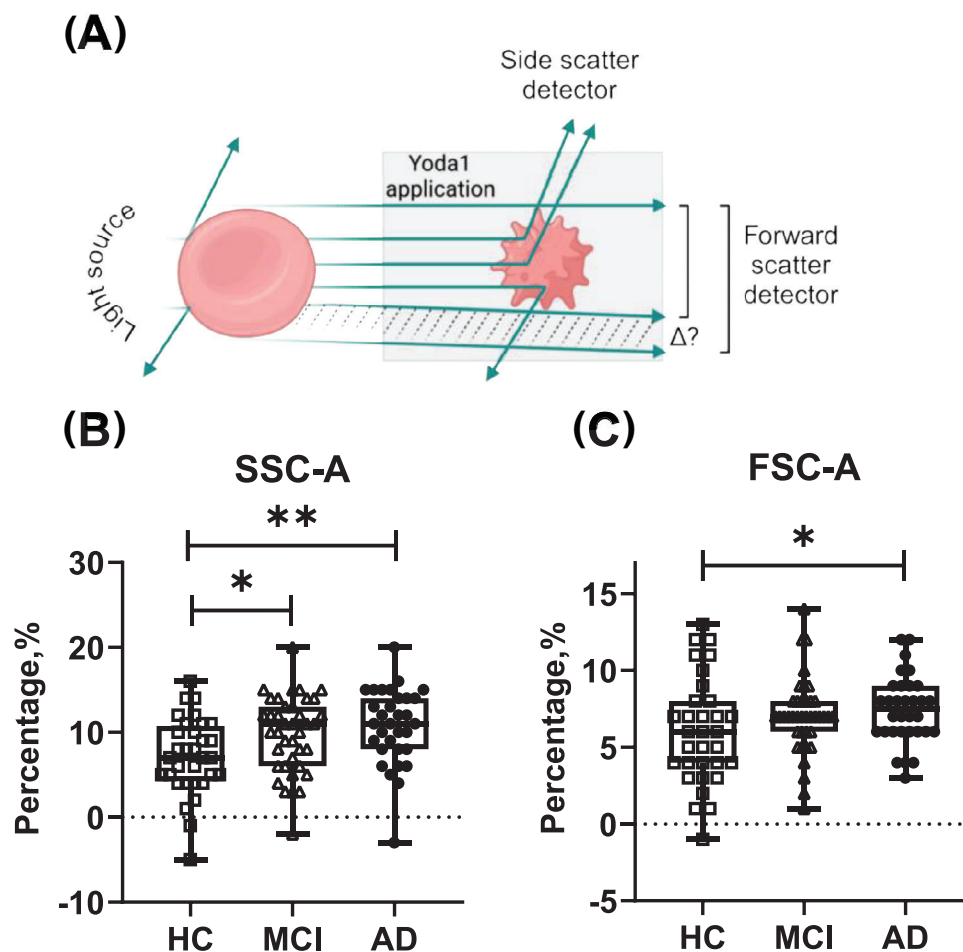 (A)
Side scatter
detector
Yoda1
application
Light source
Forward
scatter
detector
Δ?
(B)
SSC-A
**
*
Percentage,%
30
20
10
0
-10
HC
MCI
AD
(C)
FSC-A
*
Percentage,%
15
10
5
0
-5
HC
MCI
AD